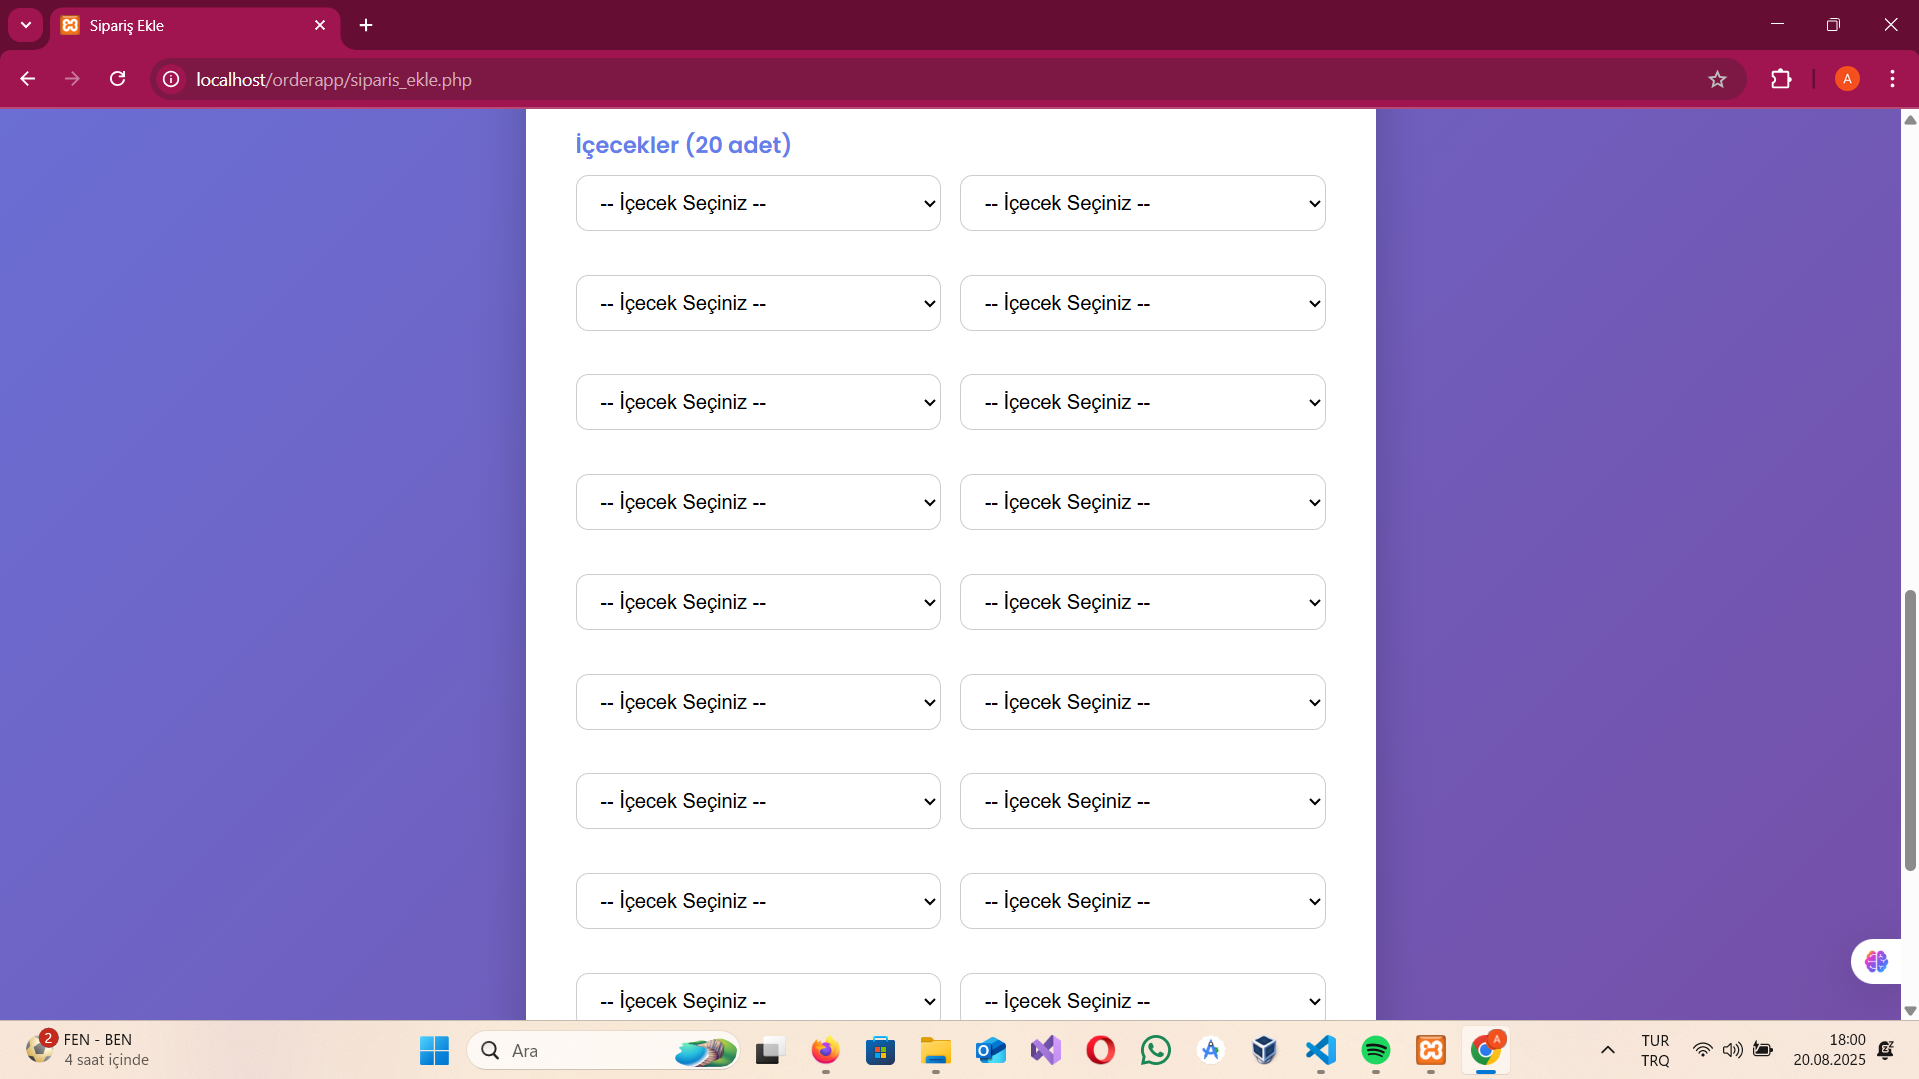 Sipariş Ekle
localhost/orderapp/siparis_ekle.php
A
İçecekler (20 adet)
-- İçecek Seçiniz -- -- İçecek Seçiniz --
-- İçecek Seçiniz -- -- İçecek Seçiniz --
-- İçecek Seçiniz -- -- İçecek Seçiniz --
-- İçecek Seçiniz -- -- İçecek Seçiniz --
-- İçecek Seçiniz -- -- İçecek Seçiniz --
-- İçecek Seçiniz -- -- İçecek Seçiniz --
-- İçecek Seçiniz -- -- İçecek Seçiniz --
-- İçecek Seçiniz -- -- İçecek Seçiniz --
-- İçecek Seçiniz -- -- İçecek Seçiniz --
2 FEN - BEN
4 saat içinde
Ara
A
TUR
TRQ
18:00
20.08.2025